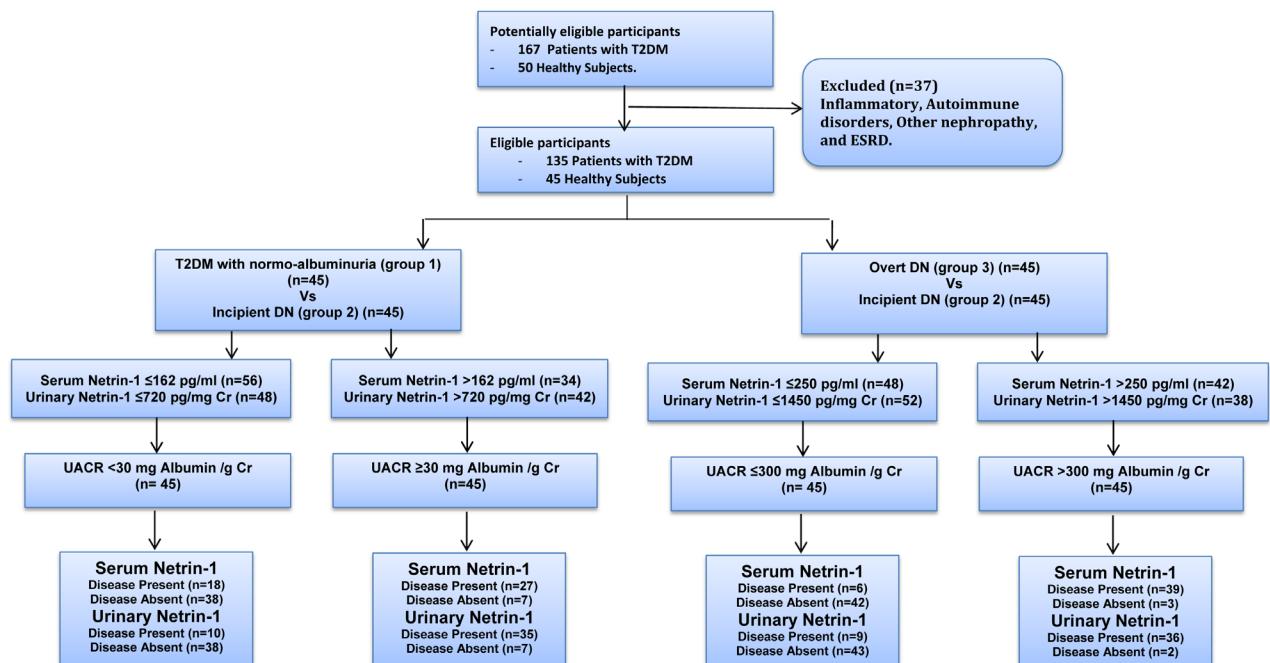 Potentially eligible participants
- 167 Patients with T2DM
- 50 Healthy Subjects.
Excluded (n=37)
Inflammatory, Autoimmune
disorders, Other nephropathy,
and ESRD.
Eligible participants
- 135 Patients with T2DM
- 45 Healthy Subjects
T2DM with normo-albuminuria (group 1)
(n=45)
Vs
Incipient DN (group 2) (n=45)
Overt DN (group 3) (n=45)
Vs
Incipient DN (group 2) (n=45)
Serum Netrin-1 ≤162 pg/ml (n=56)
Urinary Netrin-1 ≤720 pg/mg Cr (n=48)
Serum Netrin-1 >162 pg/ml (n=34)
Urinary Netrin-1 >720 pg/mg Cr (n=42)
Serum Netrin-1 ≤250 pg/ml (n=48)
Urinary Netrin-1 ≤1450 pg/mg Cr (n=52)
Serum Netrin-1 >250 pg/ml (n=42)
Urinary Netrin-1 >1450 pg/mg Cr (n=38)
UACR <30 mg Albumin /g Cr
(n= 45)
UACR ≥30 mg Albumin /g Cr
(n=45)
UACR ≤300 mg Albumin /g Cr
(n= 45)
UACR >300 mg Albumin /g Cr
(n=45)
Serum Netrin-1
Disease Present (n=18)
Disease Absent (n=38)
Urinary Netrin-1
Disease Present (n=10)
Disease Absent (n=38)
Serum Netrin-1
Disease Present (n=27)
Disease Absent (n=7)
Urinary Netrin-1
Disease Present (n=35)
Disease Absent (n=7)
Serum Netrin-1
Disease Present (n=6)
Disease Absent (n=42)
Urinary Netrin-1
Disease Present (n=9)
Disease Absent (n=43)
Serum Netrin-1
Disease Present (n=39)
Disease Absent (n=3)
Urinary Netrin-1
Disease Present (n=36)
Disease Absent (n=2)